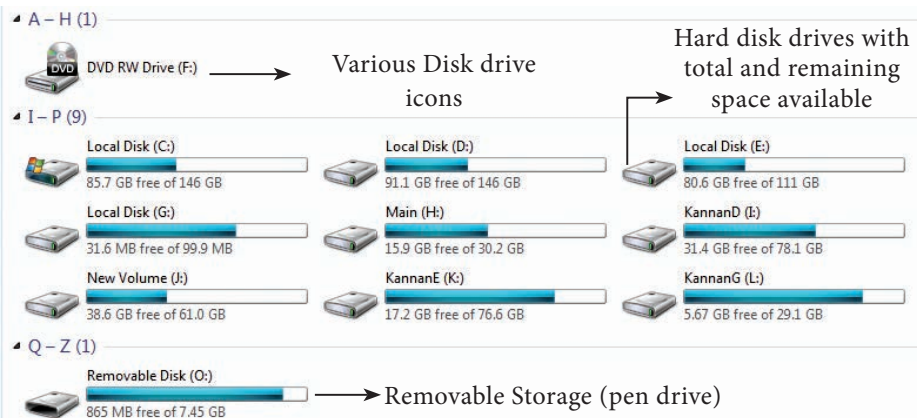 A – H (1)
DVD RW Drive (F:)
Various Disk drive
icons
Hard disk drives with
total and remaining
space available
I – P (9)
Local Disk (C:)
85.7 GB free of 146 GB
Local Disk (D:)
91.1 GB free of 146 GB
Local Disk (E:)
80.6 GB free of 111 GB
Local Disk (G:)
31.6 MB free of 99.9 MB
Main (H:)
15.9 GB free of 30.2 GB
KannanD (I:)
31.4 GB free of 78.1 GB
New Volume (J:)
38.6 GB free of 61.0 GB
KannanE (K:)
17.2 GB free of 76.6 GB
KannanG (L:)
5.67 GB free of 29.1 GB
Q – Z (1)
Removable Disk (O:)
865 MB free of 7.45 GB
Removable Storage (pen drive)
DVD